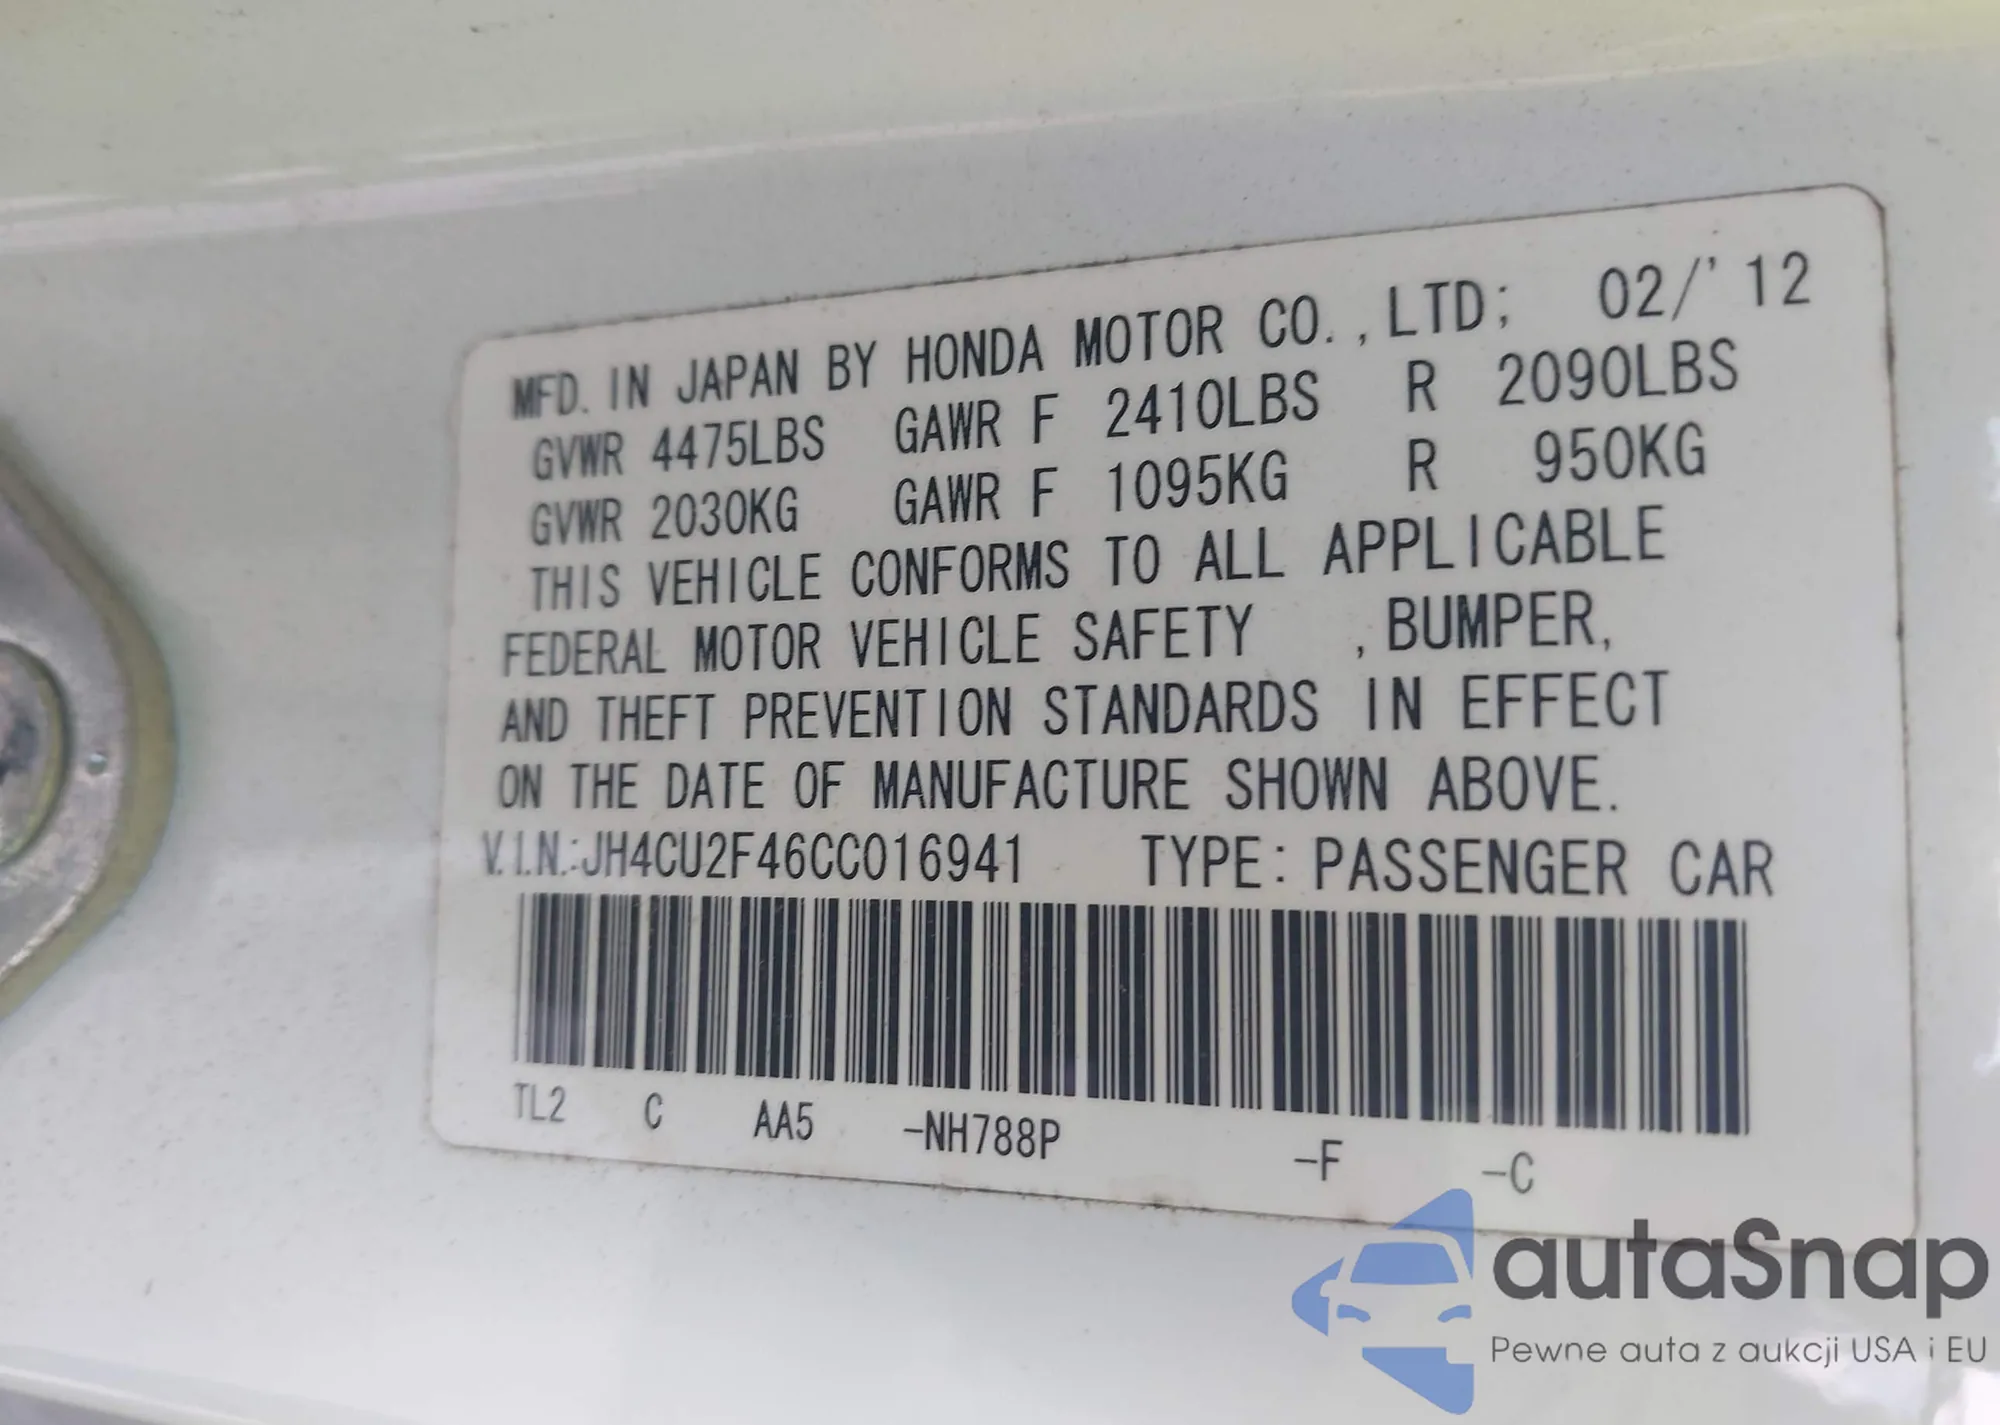 MFD. IN JAPAN BY HONDA MOTOR CO.,LTD; 02/'12
GVWR 4475LBS GAWR F 2410LBS R 2090LBS
GVWR 2030KG GAWR F 1095KG R 950KG
THIS VEHICLE CONFORMS TO ALL APPLICABLE
FEDERAL MOTOR VEHICLE SAFETY ,BUMPER,
AND THEFT PREVENTION STANDARDS IN EFFECT
ON THE DATE OF MANUFACTURE SHOWN ABOVE.
V.I.N.:JH4CU2F46CC016941 TYPE: PASSENGER CAR
TL2 C AA5 -NH788P -F -C
autaSnap
Pewne auta z aukcji USA i EU